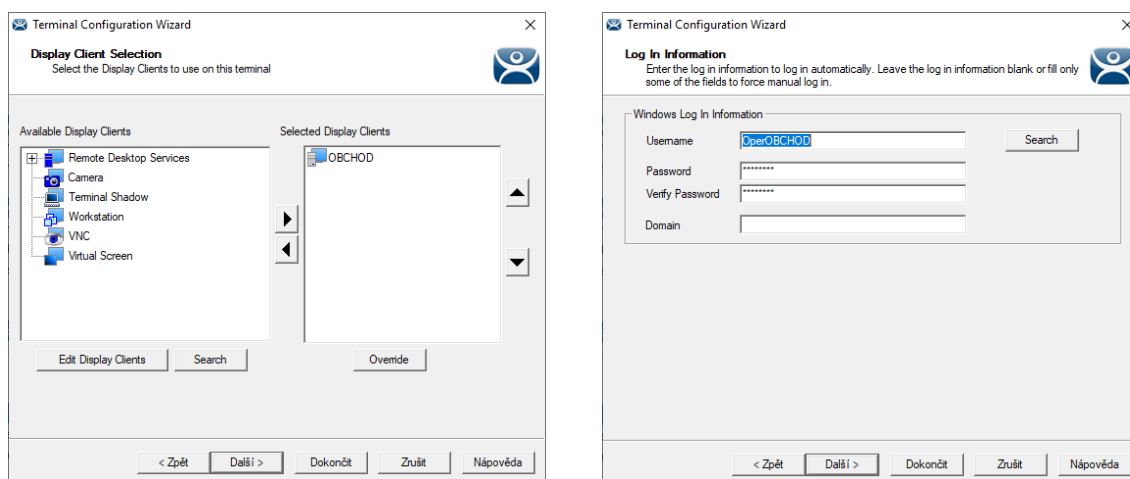 Terminal Configuration Wizard
Display Client Selection
Select the Display Clients to use on this terminal
Available Display Clients
Remote Desktop Services
Camera
Terminal Shadow
Workstation
VNC
Virtual Screen
Selected Display Clients
OBCHOD
Edit Display Clients
Search
Override
< Zpět
Další >
Dokončit
Zrušit
Nápověda
Terminal Configuration Wizard
Log In Information
Enter the log in information to log in automatically. Leave the log in information blank or fill only
some of the fields to force manual log in.
Windows Log In Information
Username
OperOBCHOD
Search
Password
********
Verify Password
********
Domain
< Zpět
Další >
Dokončit
Zrušit
Nápověda